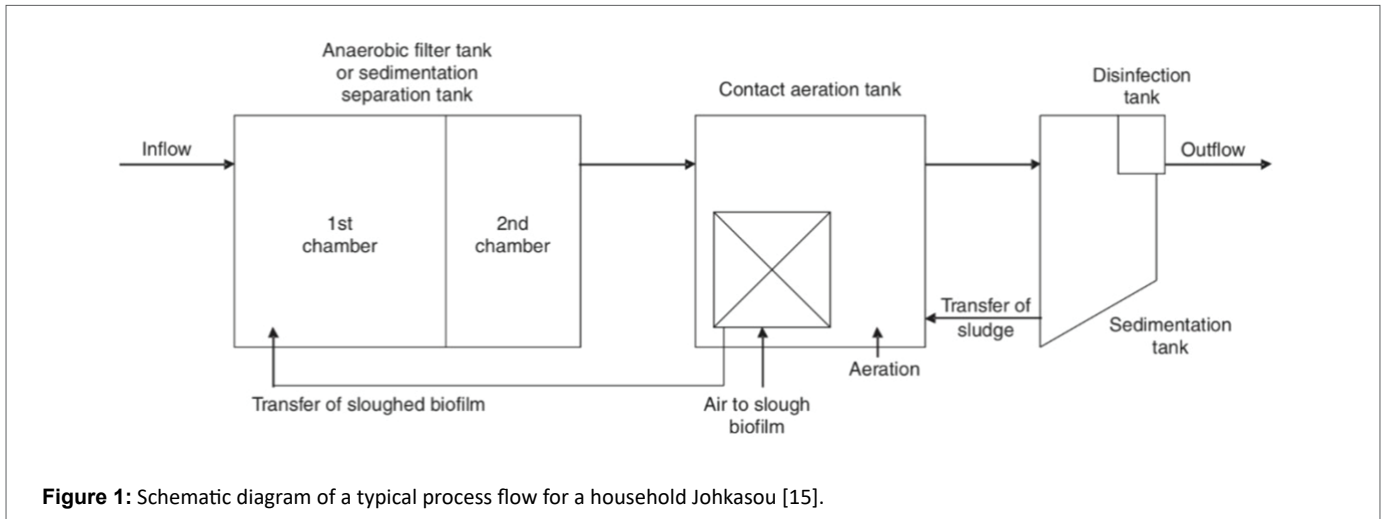 Anaerobic filter tank
or sedimentation
separation tank
Contact aeration tank
Disinfection
tank
Inflow
Outflow
1st
chamber
2nd
chamber
Transfer of
sludge
Sedimentation
tank
Aeration
Transfer of sloughed biofilm
Air to slough
biofilm
Figure 1: Schematic diagram of a typical process flow for a household Johkasou [15].